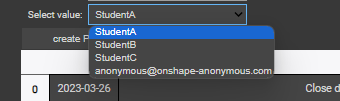 Select value: StudentA
create P
StudentA
StudentB
StudentC
anonymous@onshape-anonymous.com
0 2023-03-26 Close d